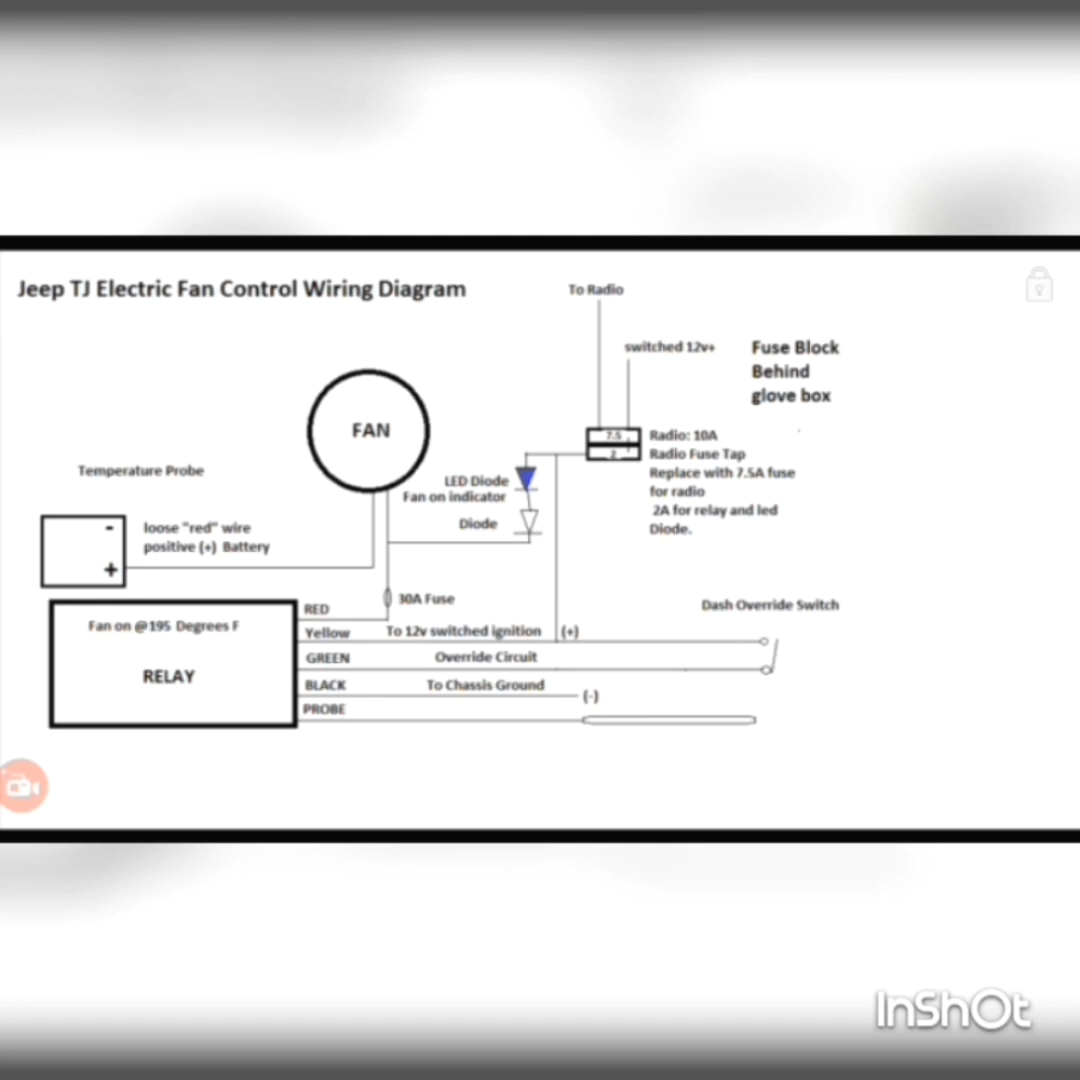 Jeep TJ Electric Fan Control Wiring Diagram
To Radio
switched 12v+
Fuse Block
Behind
glove box
FAN
7.5
2
Radio: 10A
Radio Fuse Tap
Replace with 7.5A fuse
for radio
2A for relay and led
Diode.
Temperature Probe
LED Diode
Fan on indicator
Diode
-
loose "red" wire
positive (+) Battery
+
30A Fuse
Dash Override Switch
Fan on @195 Degrees F
RELAY
RED
Yellow To 12v switched ignition (+)
GREEN Override Circuit
BLACK To Chassis Ground (-)
PROBE
InShOt